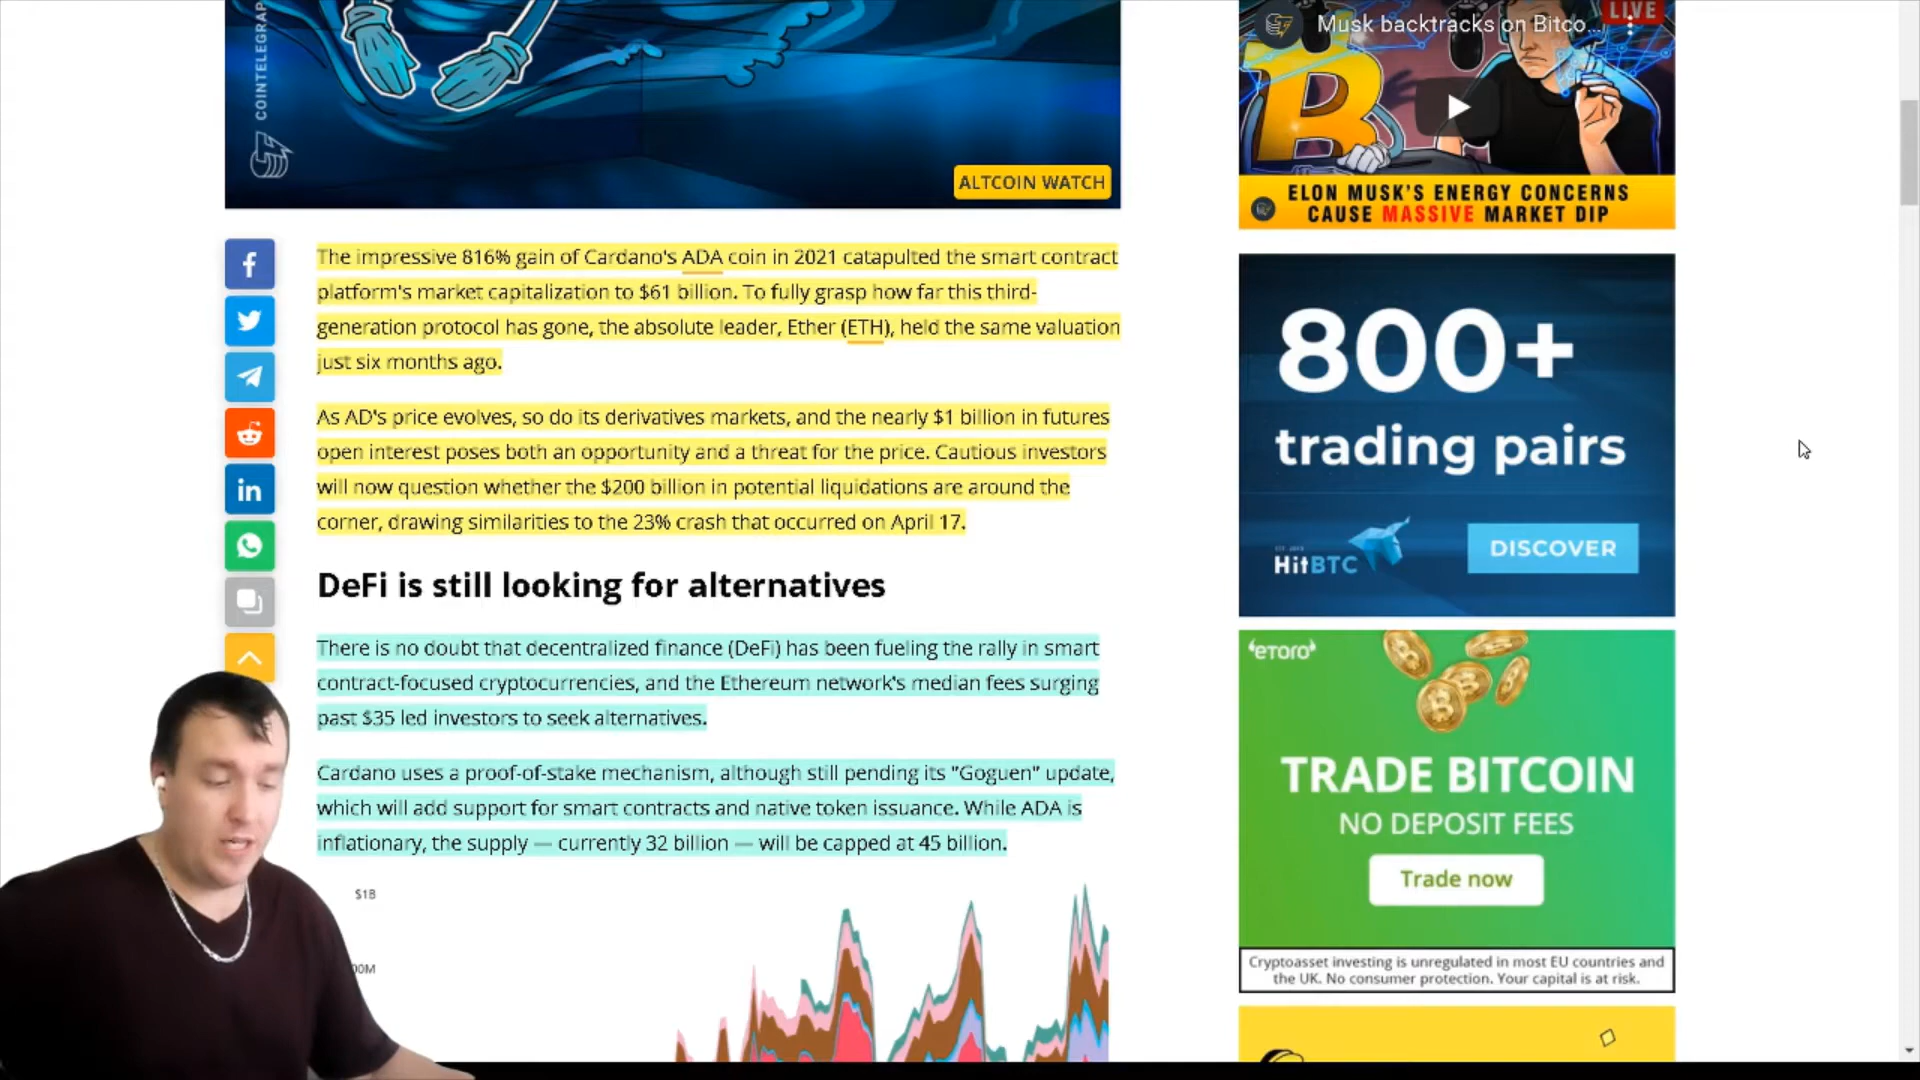 COINTELEGRAP
ALTCOIN WATCH
The impressive 816% gain of Cardano's ADA coin in 2021 catapulted the smart contract
platform's market capitalization to $61 billion. To fully grasp how far this third-
generation protocol has gone, the absolute leader, Ether (ETH), held the same valuation
just six months ago.
As AD's price evolves, so do its derivatives markets, and the nearly $1 billion in futures
open interest poses both an opportunity and a threat for the price. Cautious investors
will now question whether the $200 billion in potential liquidations are around the
corner, drawing similarities to the 23% crash that occurred on April 17.
DeFi is still looking for alternatives
There is no doubt that decentralized finance (DeFi) has been fueling the rally in smart
contract-focused cryptocurrencies, and the Ethereum network's median fees surging
past $35 led investors to seek alternatives.
Cardano uses a proof-of-stake mechanism, although still pending its "Goguen" update,
which will add support for smart contracts and native token issuance. While ADA is
inflationary, the supply — currently 32 billion — will be capped at 45 billion.
$1B
00M
Musk backtracks on Bitco...
LIVE
ELON MUSK'S ENERGY CONCERNS
CAUSE MASSIVE MARKET DIP
800+
trading pairs
HitBTC
DISCOVER
eToro
TRADE BITCOIN
NO DEPOSIT FEES
Trade now
Cryptoasset investing is unregulated in most EU countries and
the UK. No consumer protection. Your capital is at risk.